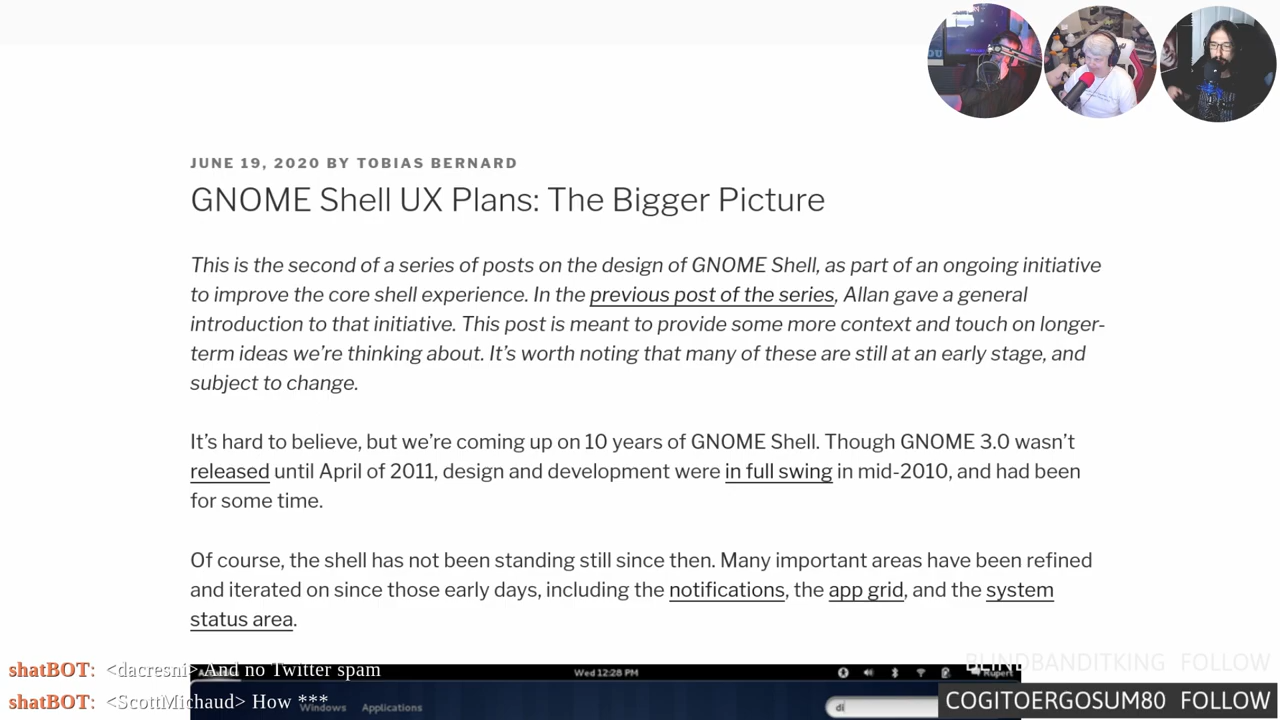 JUNE 19, 2020 BY TOBIAS BERNARD
GNOME Shell UX Plans: The Bigger Picture
This is the second of a series of posts on the design of GNOME Shell, as part of an ongoing initiative
to improve the core shell experience. In the previous post of the series, Allan gave a general
introduction to that initiative. This post is meant to provide some more context and touch on longer-
term ideas we're thinking about. It's worth noting that many of these are still at an early stage, and
subject to change.
It's hard to believe, but we're coming up on 10 years of GNOME Shell. Though GNOME 3.0 wasn't
released until April of 2011, design and development were in full swing in mid-2010, and had been
for some time.
Of course, the shell has not been standing still since then. Many important areas have been refined
and iterated on since those early days, including the notifications, the app grid, and the system
status area.
shatBOT: <dacresni> And no Twitter spam
Wed 12:28 PM
Rupert
BLINDBANDITKING FOLLOW
shatBOT: <ScottMichaud> How ***
Windows Applications
di
COGITOERGOSUM80 FOLLOW